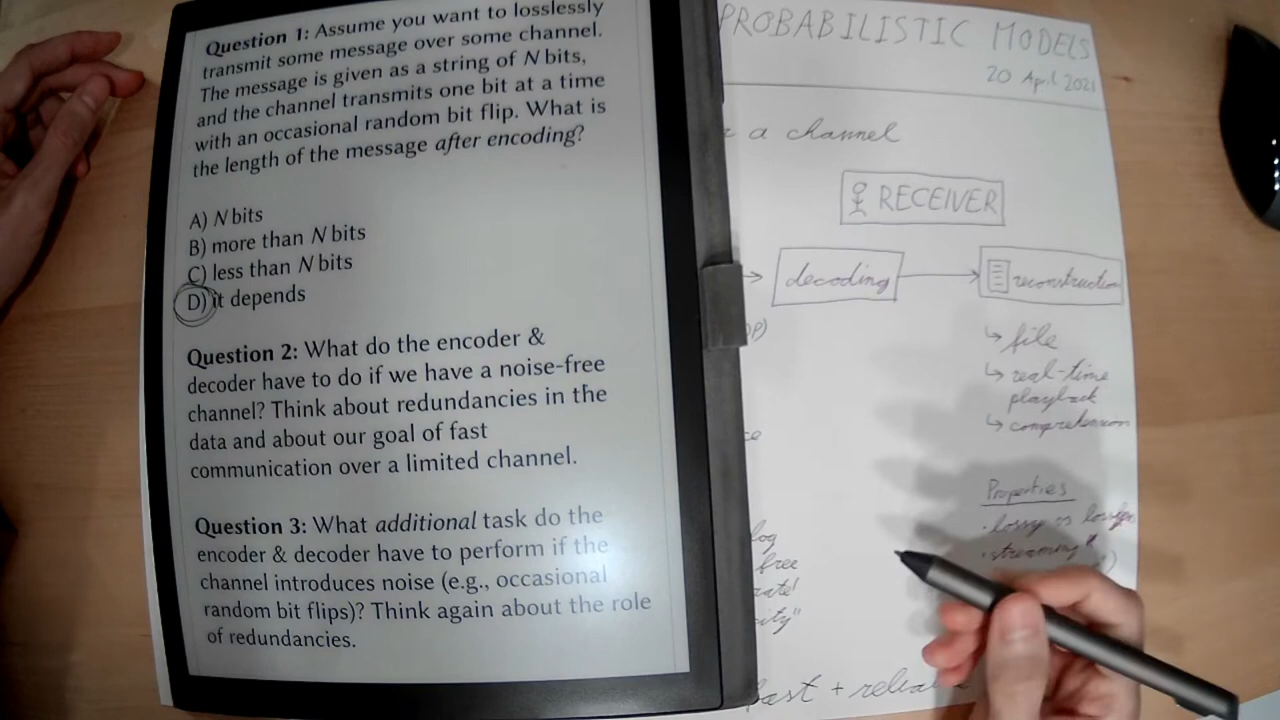 Question 1: Assume you want to losslessly
transmit some message over some channel.
The message is given as a string of N bits,
and the channel transmits one bit at a time
with an occasional random bit flip. What is
the length of the message after encoding?
A) N bits
B) more than N bits
C) less than N bits
D) it depends
Question 2: What do the encoder &
decoder have to do if we have a noise-free
channel? Think about redundancies in the
data and about our goal of fast
communication over a limited channel.
Question 3: What additional task do the
encoder & decoder have to perform if the
channel introduces noise (e.g., occasional
random bit flips)? Think again about the role
of redundancies.
PROBABILISTIC MODELS
20 April 2021
a channel
RECEIVER
decoding
reconstruction
↳ file
↳ real-time
playback
↳ comprehension
Properties
· lossy vs
· streaming
free
fast +